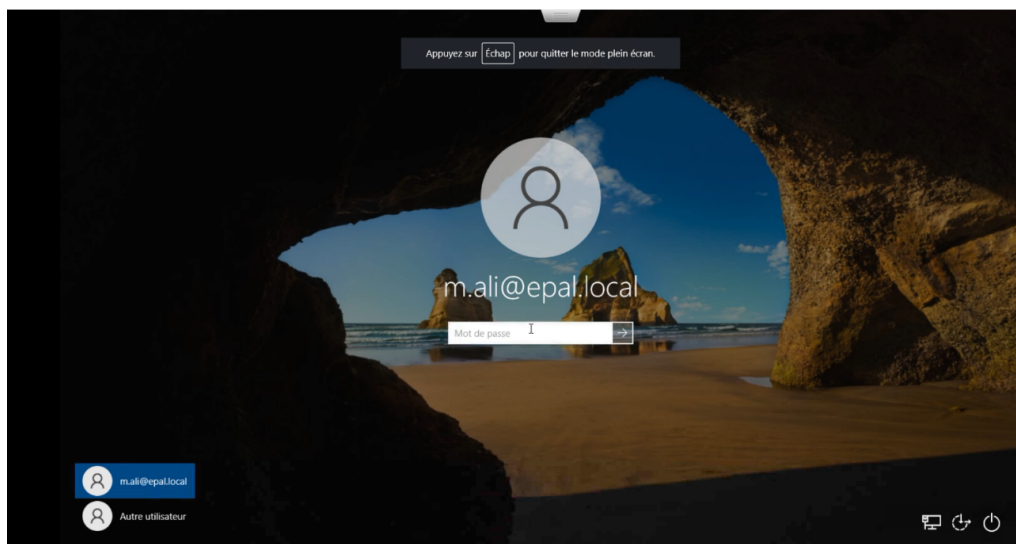 Appuyez sur Échap pour quitter le mode plein écran.
m.ali@epal.local
Mot de passe
m.ali@epal.local
Autre utilisateur